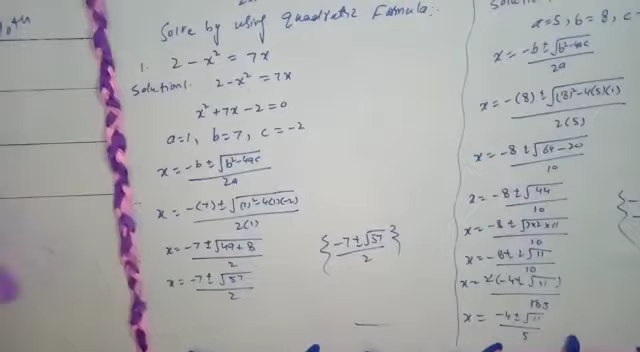 Solve by using quadratic Formula:
1. 2 - x² = 7x
Solution: 2 - x² = 7x
x² + 7x - 2 = 0
a = 1, b = 7, c = -2
x = -b ± √b² - 4ac / 2a
x = -(7) ± √(7)² - 4(1)(-2) / 2(1)
x = -7 ± √49 + 8 / 2
x = -7 ± √57 / 2
{ -7 ± √57 / 2 }
a = 5, b = 8, c =
x = -b ± √b² - 4ac / 2a
x = -(8) ± √(8)² - 4(5)(1) / 2(5)
x = -8 ± √64 - 20 / 10
x = -8 ± √44 / 10
x = -8 ± √2×2×11 / 10
x = -8 ± 2√11 / 10
x = 2(-4 ± √11) /
x = -4 ± √11 / 5